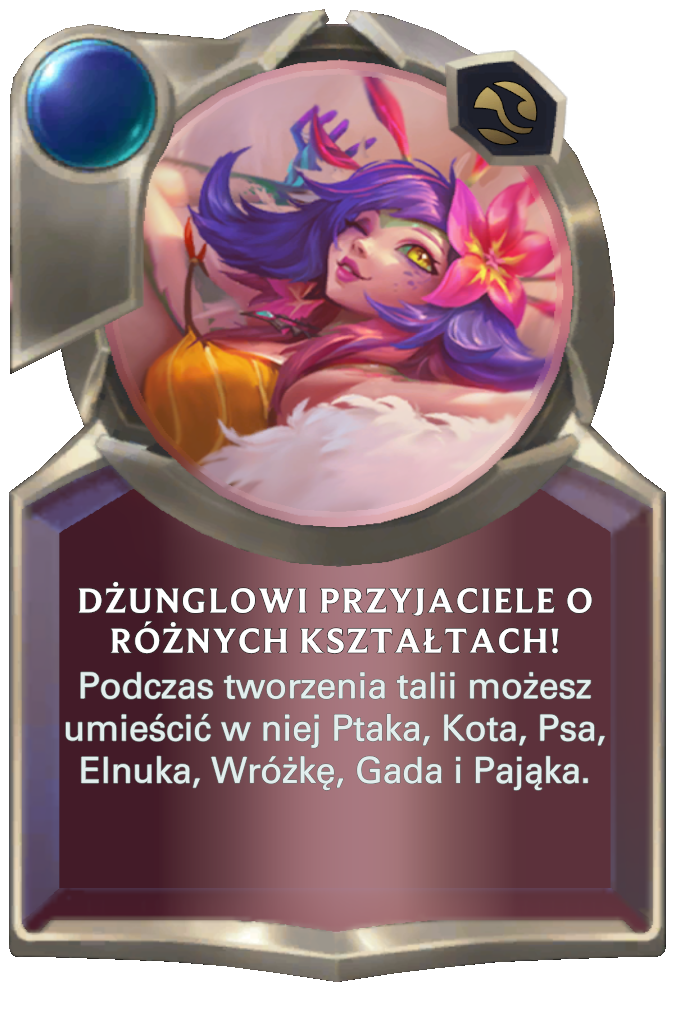 DŻUNGLOWI PRZYJACIELE O
RÓŻNYCH KSZTAŁTACH!
Podczas tworzenia talii możesz
umieścić w niej Ptaka, Kota, Psa,
Elnuka, Wróżkę, Gada i Pająka.